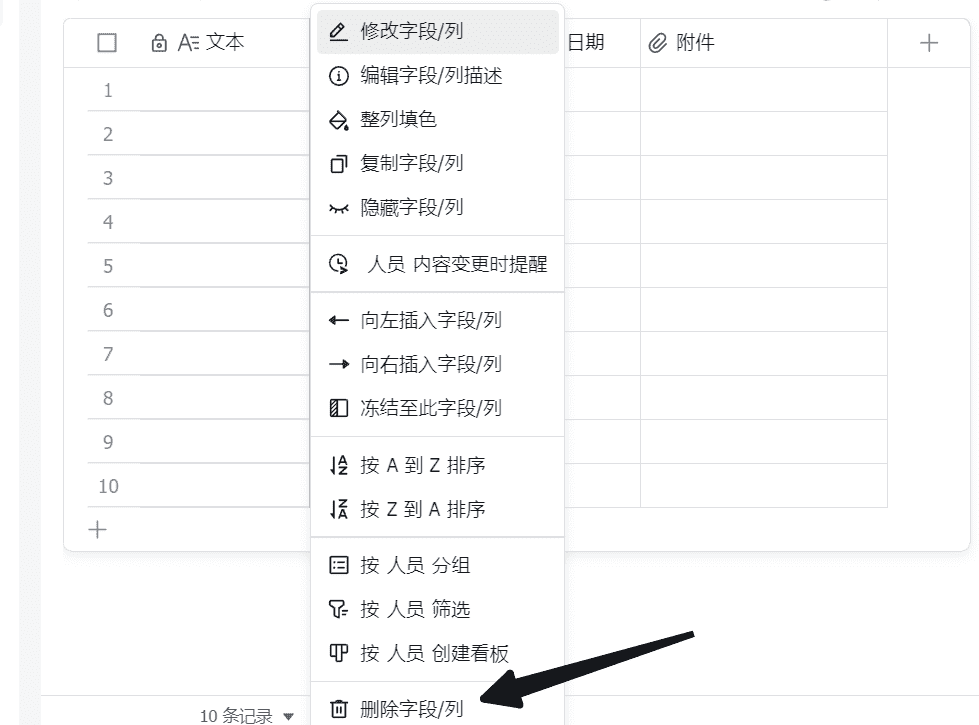 文本
日期
附件
1
2
3
4
5
6
7
8
9
10
修改字段/列
编辑字段/列描述
整列填色
复制字段/列
隐藏字段/列
人员 内容变更时提醒
向左插入字段/列
向右插入字段/列
冻结至此字段/列
按 A 到 Z 排序
按 Z 到 A 排序
按 人员 分组
按 人员 筛选
按 人员 创建看板
删除字段/列
10 条记录